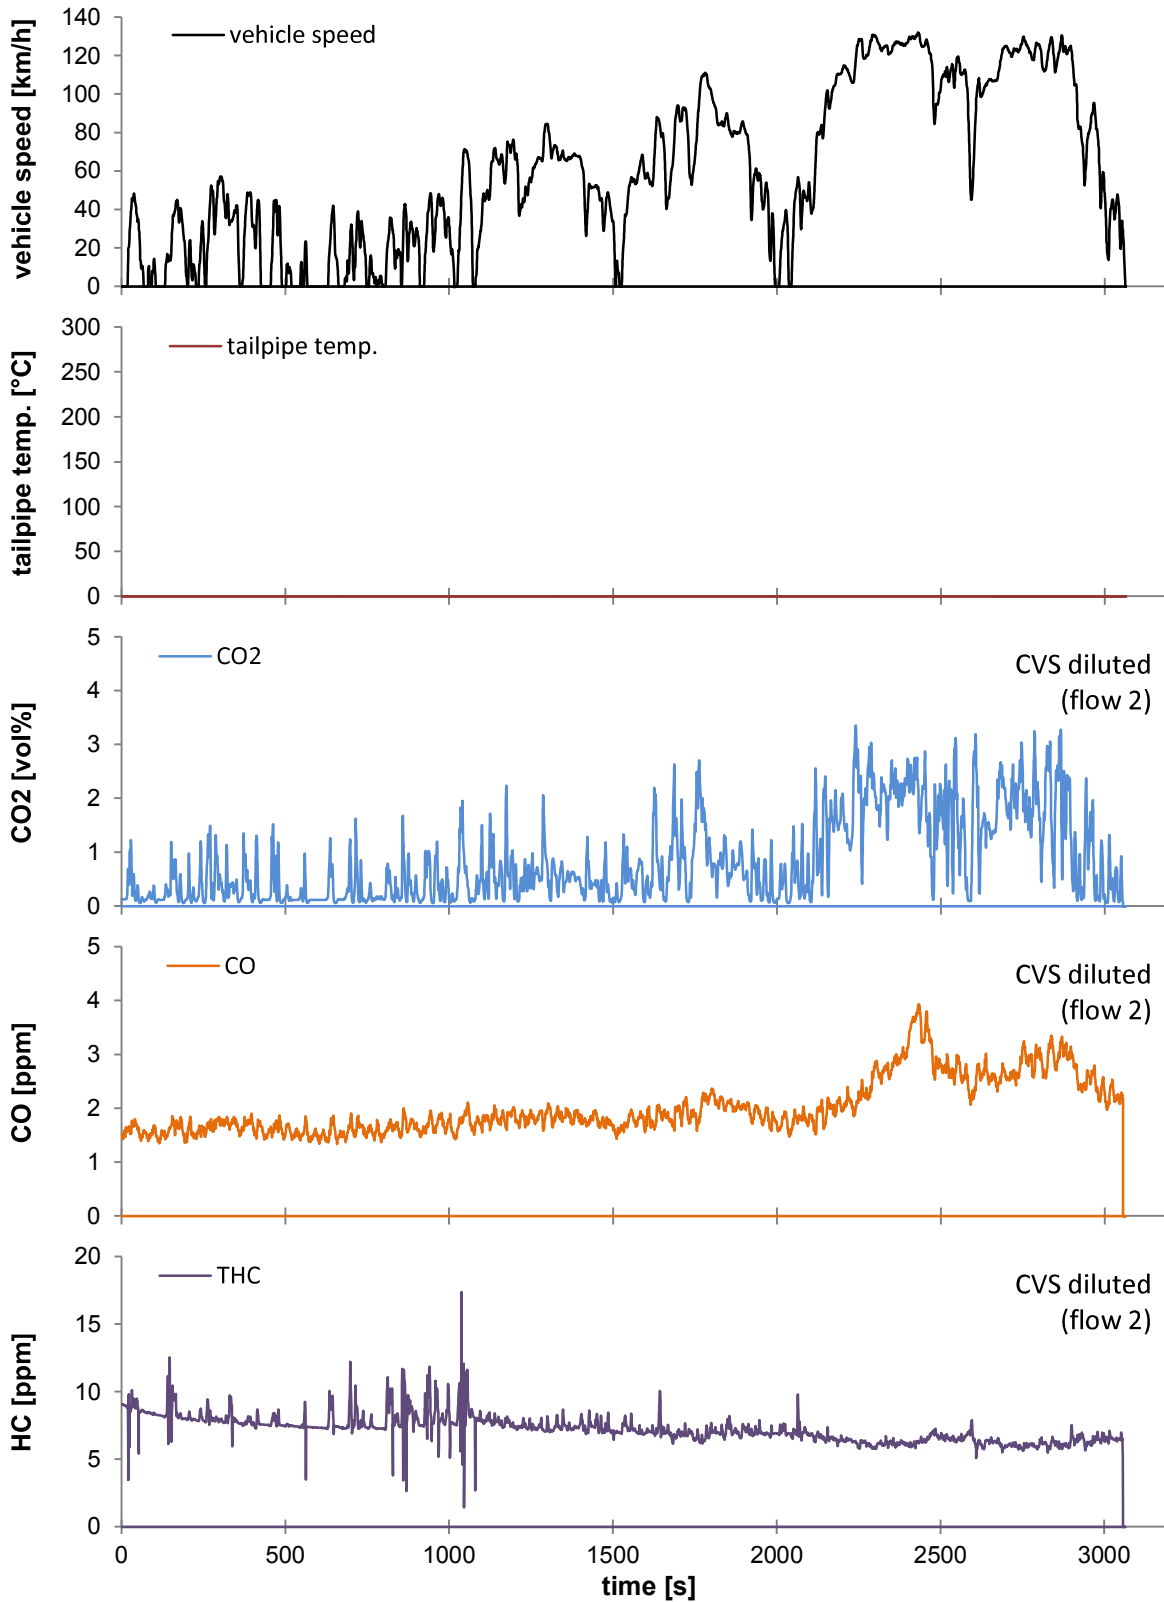 vehicle speed [km/h]
140
120
100
80
60
40
20
0
vehicle speed
tailpipe temp. [°C]
300
250
200
150
100
50
0
tailpipe temp.
CO2 [vol%]
5
4
3
2
1
0
CO2
CVS diluted
(flow 2)
CO [ppm]
5
4
3
2
1
0
CO
CVS diluted
(flow 2)
HC [ppm]
20
15
10
5
0
THC
CVS diluted
(flow 2)
0 500 1000 1500 2000 2500 3000
time [s]